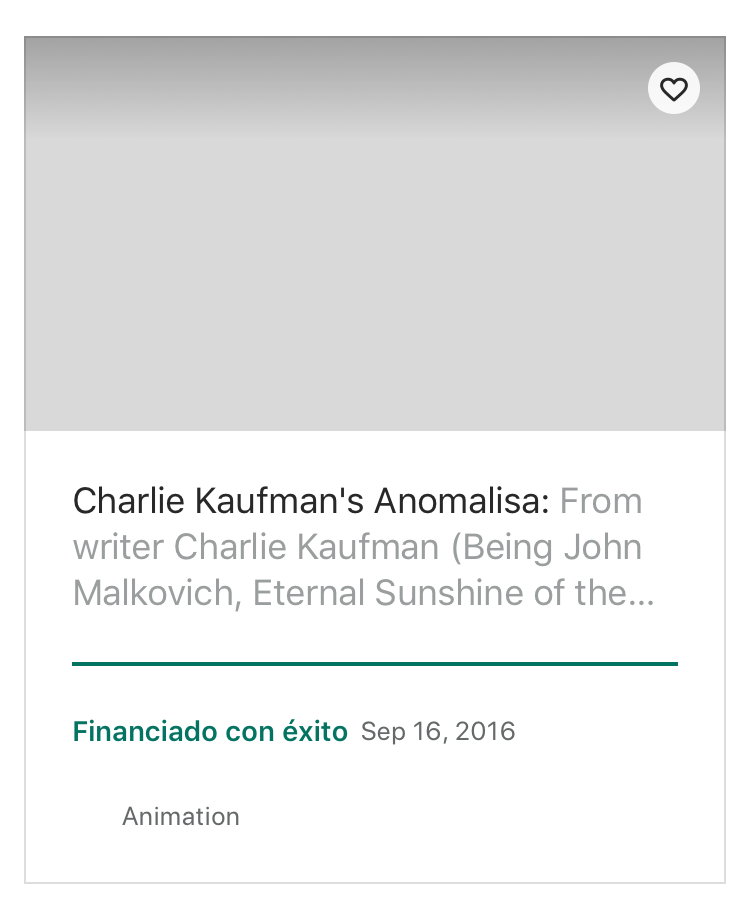 Charlie Kaufman's Anomalisa: From
writer Charlie Kaufman (Being John
Malkovich, Eternal Sunshine of the...
Financiado con éxito Sep 16, 2016
Animation